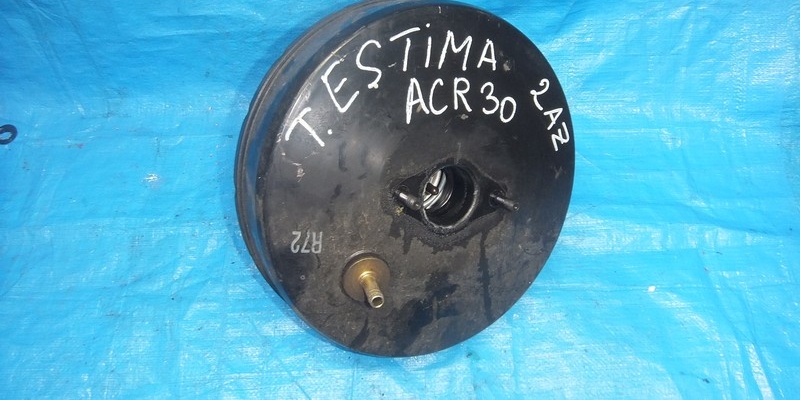 T. ESTIMA
ACR30
2AZ
R72